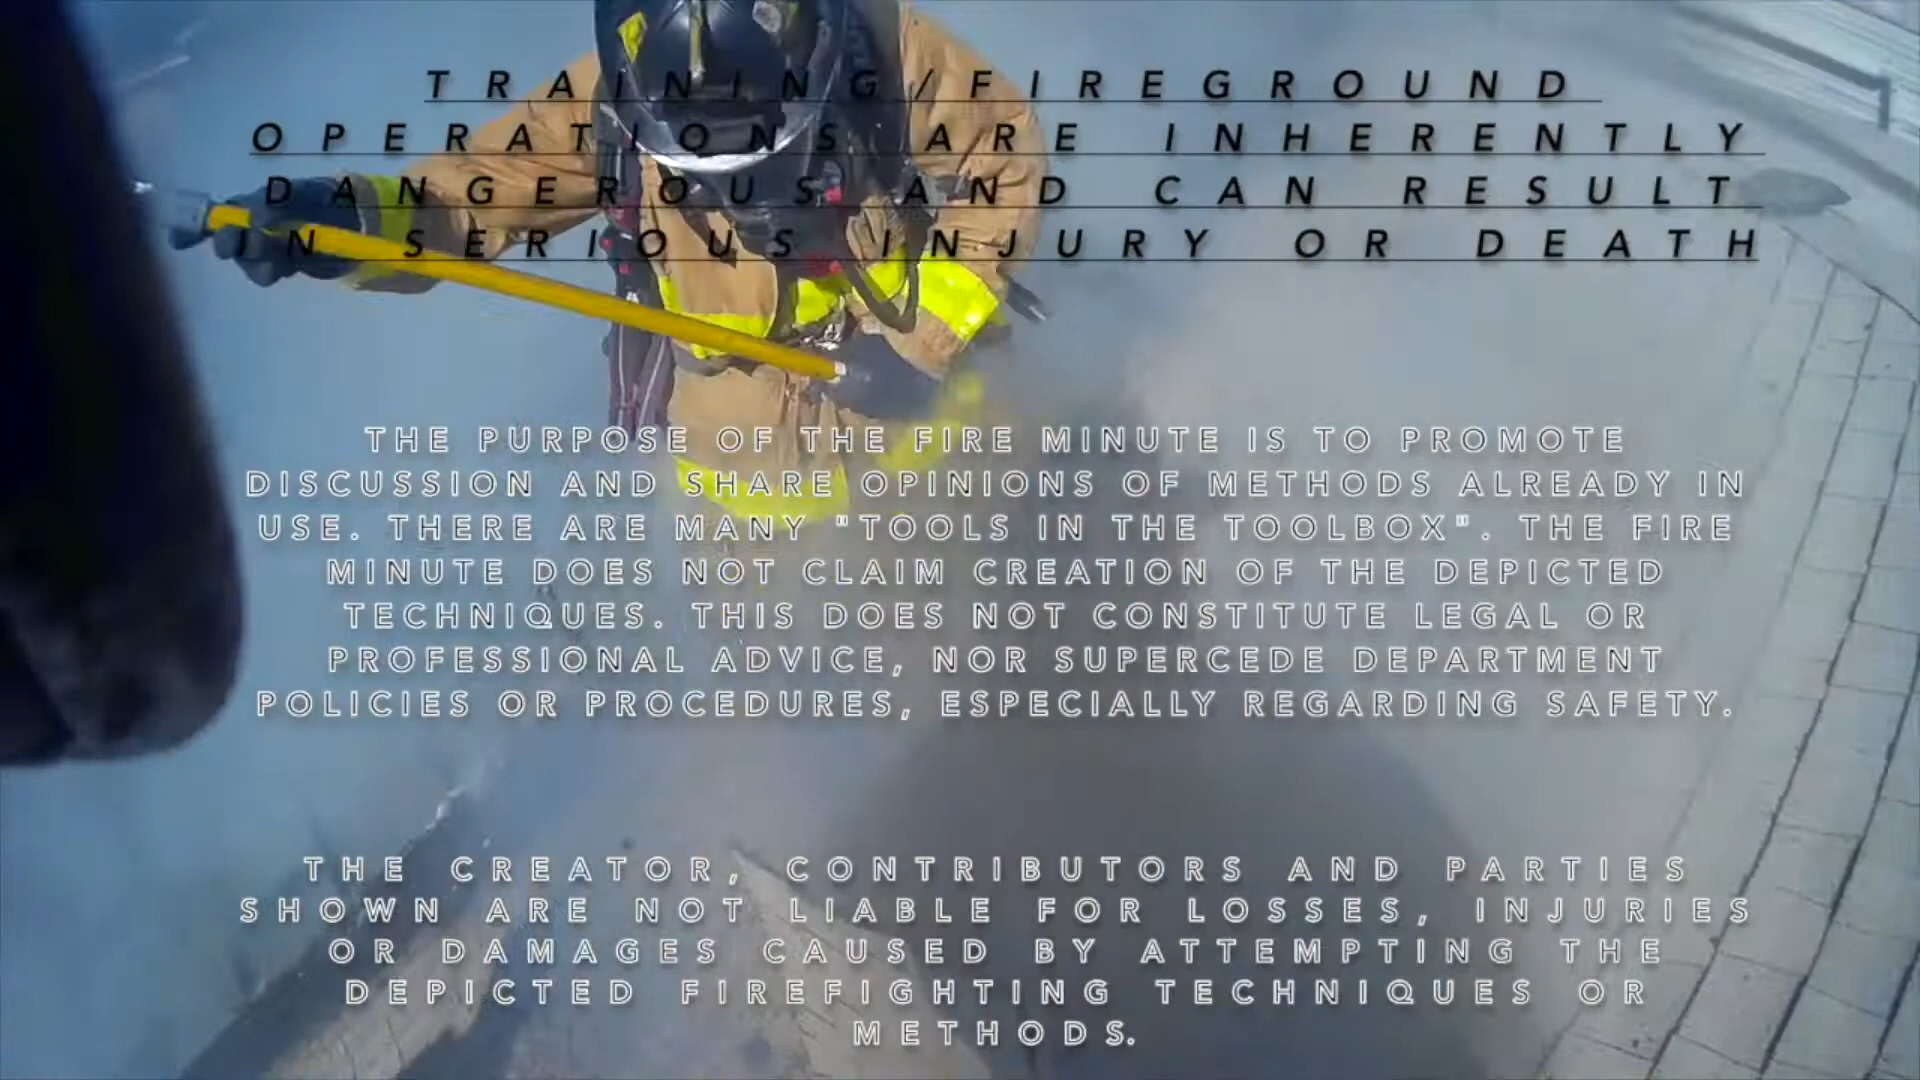 TRAINING/FIREGROUND
OPERATIONS ARE INHERENTLY
DANGEROUS AND CAN RESULT
IN SERIOUS INJURY OR DEATH
THE PURPOSE OF THE FIRE MINUTE IS TO PROMOTE
DISCUSSION AND SHARE OPINIONS OF METHODS ALREADY IN
USE. THERE ARE MANY "TOOLS IN THE TOOLBOX". THE FIRE
MINUTE DOES NOT CLAIM CREATION OF THE DEPICTED
TECHNIQUES. THIS DOES NOT CONSTITUTE LEGAL OR
PROFESSIONAL ADVICE, NOR SUPERCEDE DEPARTMENT
POLICIES OR PROCEDURES, ESPECIALLY REGARDING SAFETY.
THE CREATOR, CONTRIBUTORS AND PARTIES
SHOWN ARE NOT LIABLE FOR LOSSES, INJURIES
OR DAMAGES CAUSED BY ATTEMPTING THE
DEPICTED FIREFIGHTING TECHNIQUES OR
METHODS.